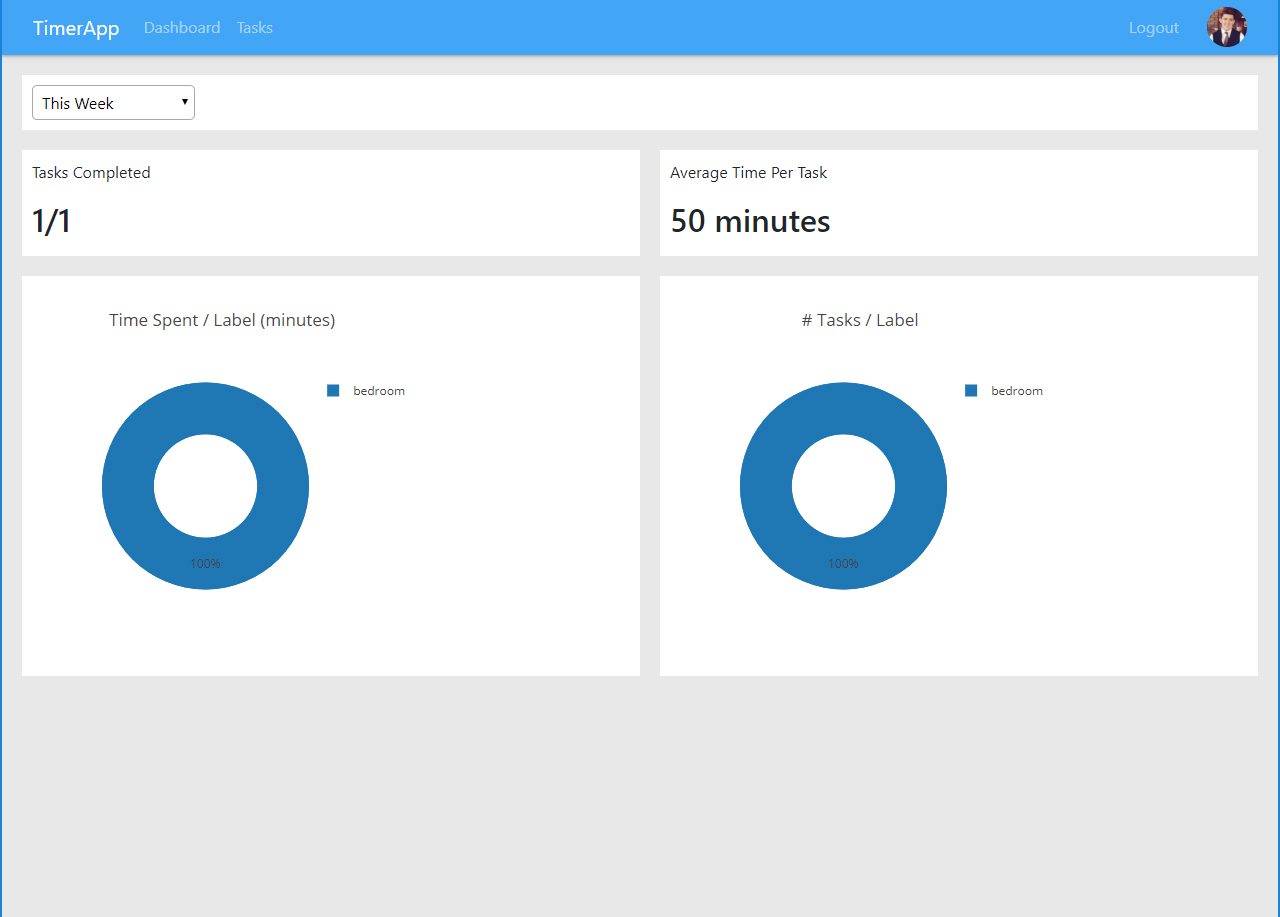 TimerApp Dashboard Tasks Logout
This Week
Tasks Completed
1/1
Average Time Per Task
50 minutes
Time Spent / Label (minutes)
bedroom
100%
# Tasks / Label
bedroom
100%